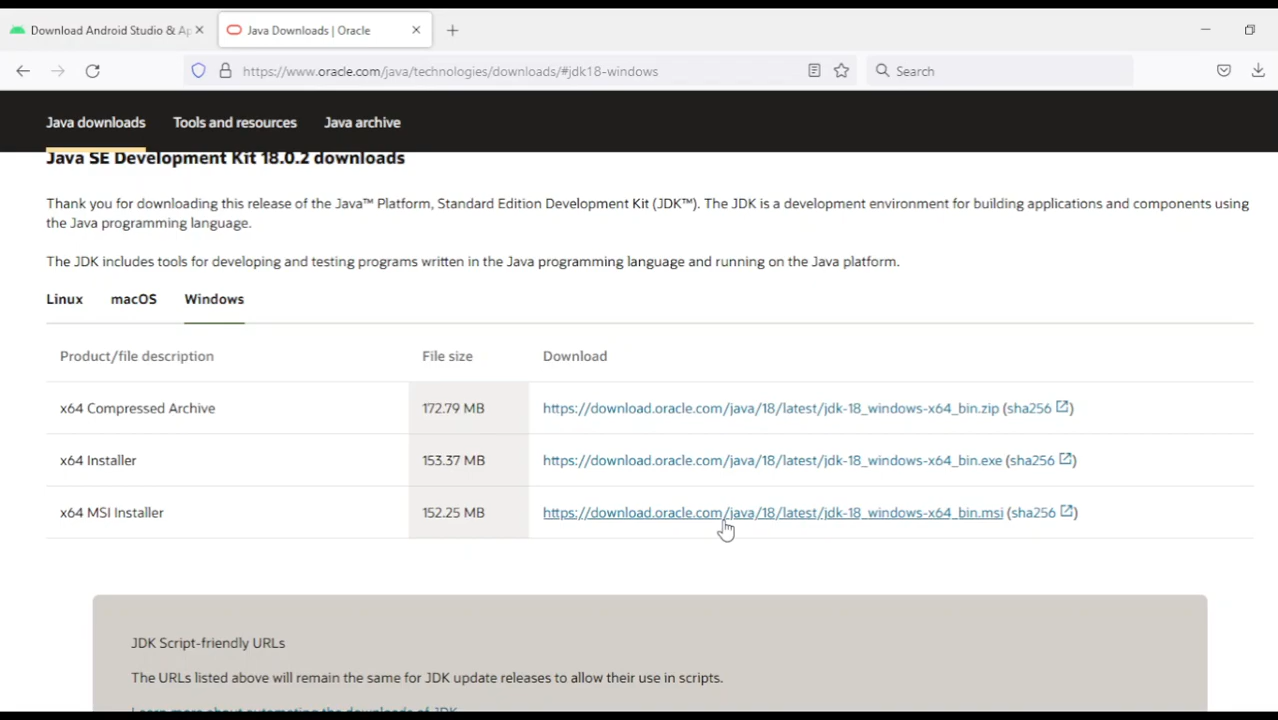 Download Android Studio & Ap
Java Downloads | Oracle
https://www.oracle.com/java/technologies/downloads/#jdk18-windows
Search
Java downloads
Tools and resources
Java archive
Java SE Development Kit 18.0.2 downloads
Thank you for downloading this release of the Java™ Platform, Standard Edition Development Kit (JDK™). The JDK is a development environment for building applications and components using
the Java programming language.
The JDK includes tools for developing and testing programs written in the Java programming language and running on the Java platform.
Linux macOS Windows
Product/file description File size Download
x64 Compressed Archive 172.79 MB https://download.oracle.com/java/18/latest/jdk-18_windows-x64_bin.zip (sha256)
x64 Installer 153.37 MB https://download.oracle.com/java/18/latest/jdk-18_windows-x64_bin.exe (sha256)
x64 MSI Installer 152.25 MB https://download.oracle.com/java/18/latest/jdk-18_windows-x64_bin.msi (sha256)
JDK Script-friendly URLs
The URLs listed above will remain the same for JDK update releases to allow their use in scripts.
Learn more about automating the downloads of JDK